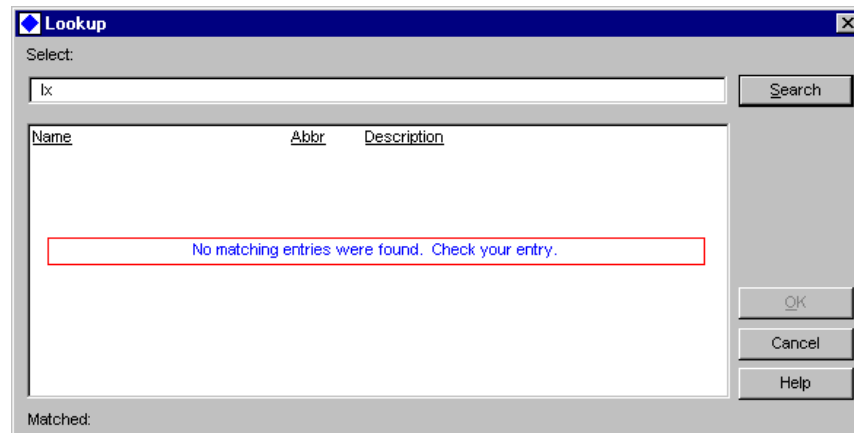 Lookup
Select:
lx
Search
Name Abbr Description
No matching entries were found. Check your entry.
OK
Cancel
Help
Matched: